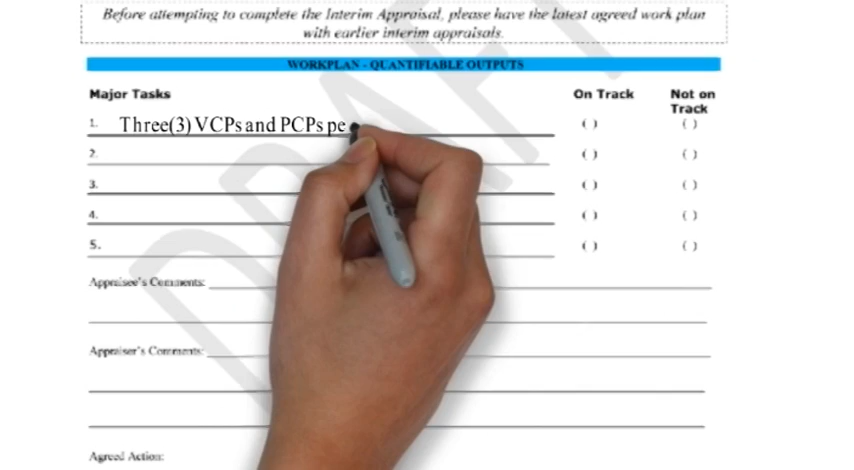 Before attempting to complete the Interim Appraisal, please have the latest agreed work plan
with earlier interim appraisals.
WORKPLAN - QUANTIFIABLE OUTPUTS
Major Tasks On Track Not on
Track
1. Three(3) VCPs and PCPs pe ( ) ( )
2. ( ) ( )
3. ( ) ( )
4. ( ) ( )
5. ( ) ( )
Appraisee's Comments:
Appraiser's Comments:
Agreed Action:
DRAFT